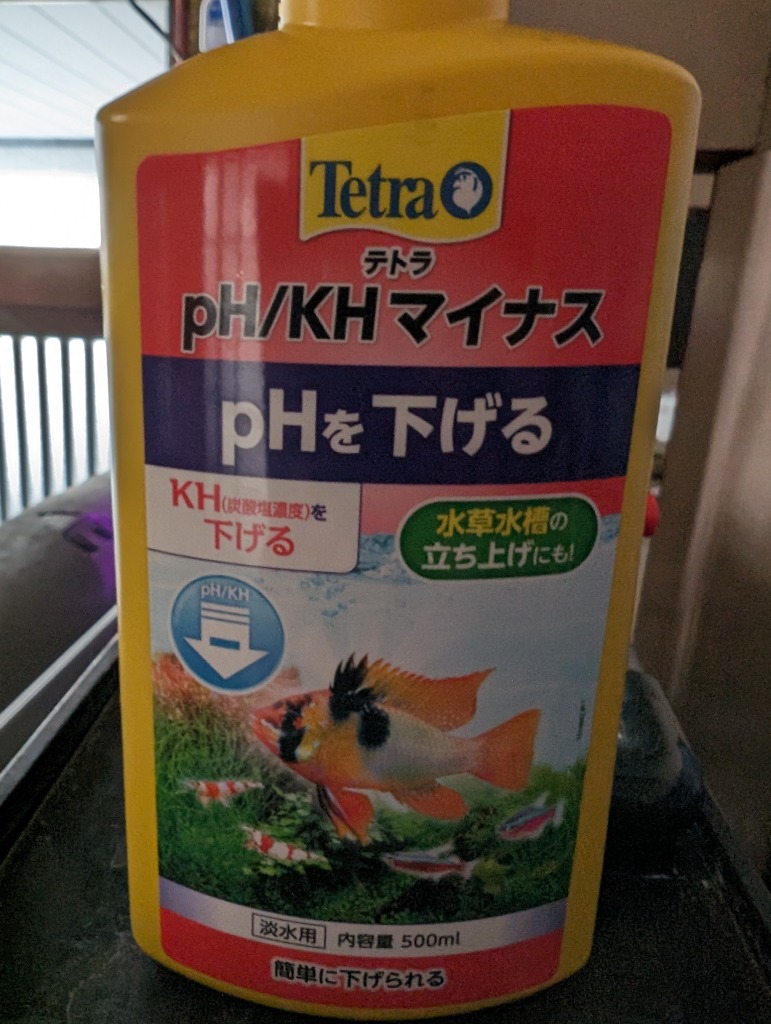 Tetra
テトラ
pH/KHマイナス
pHを下げる
KH(炭酸塩濃度)を
下げる
水草水槽の
立ち上げにも!
pH/KH
淡水用 内容量 500ml
簡単に下げられる